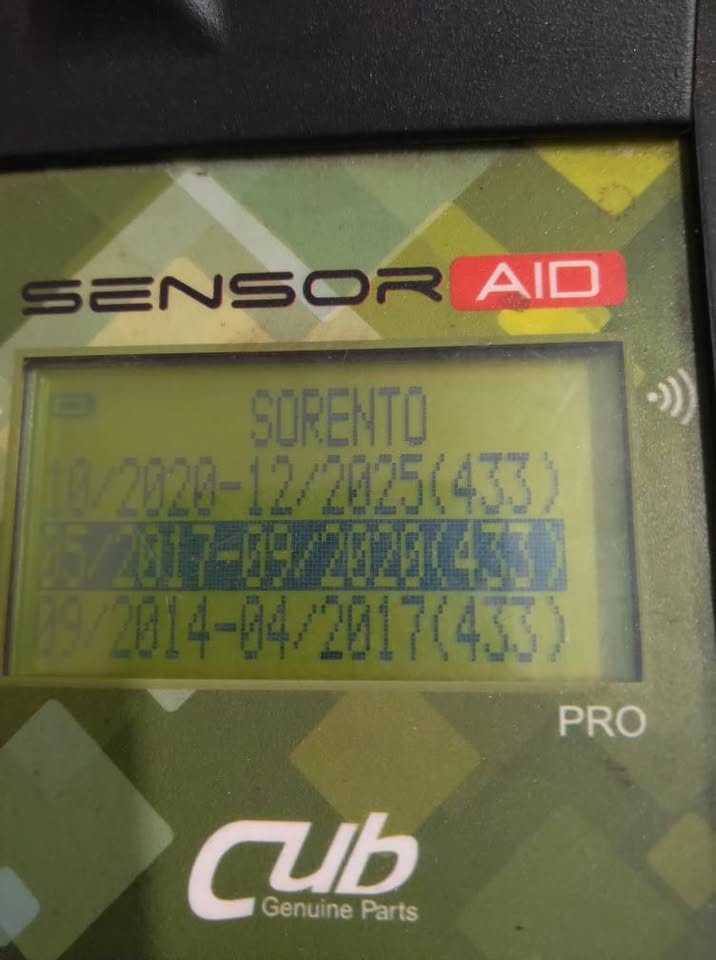 SENSOR AID
SORENTO
10/2020-12/2025(433)
05/2017-09/2020(433)
09/2014-04/2017(433)
PRO
Cub
Genuine Parts